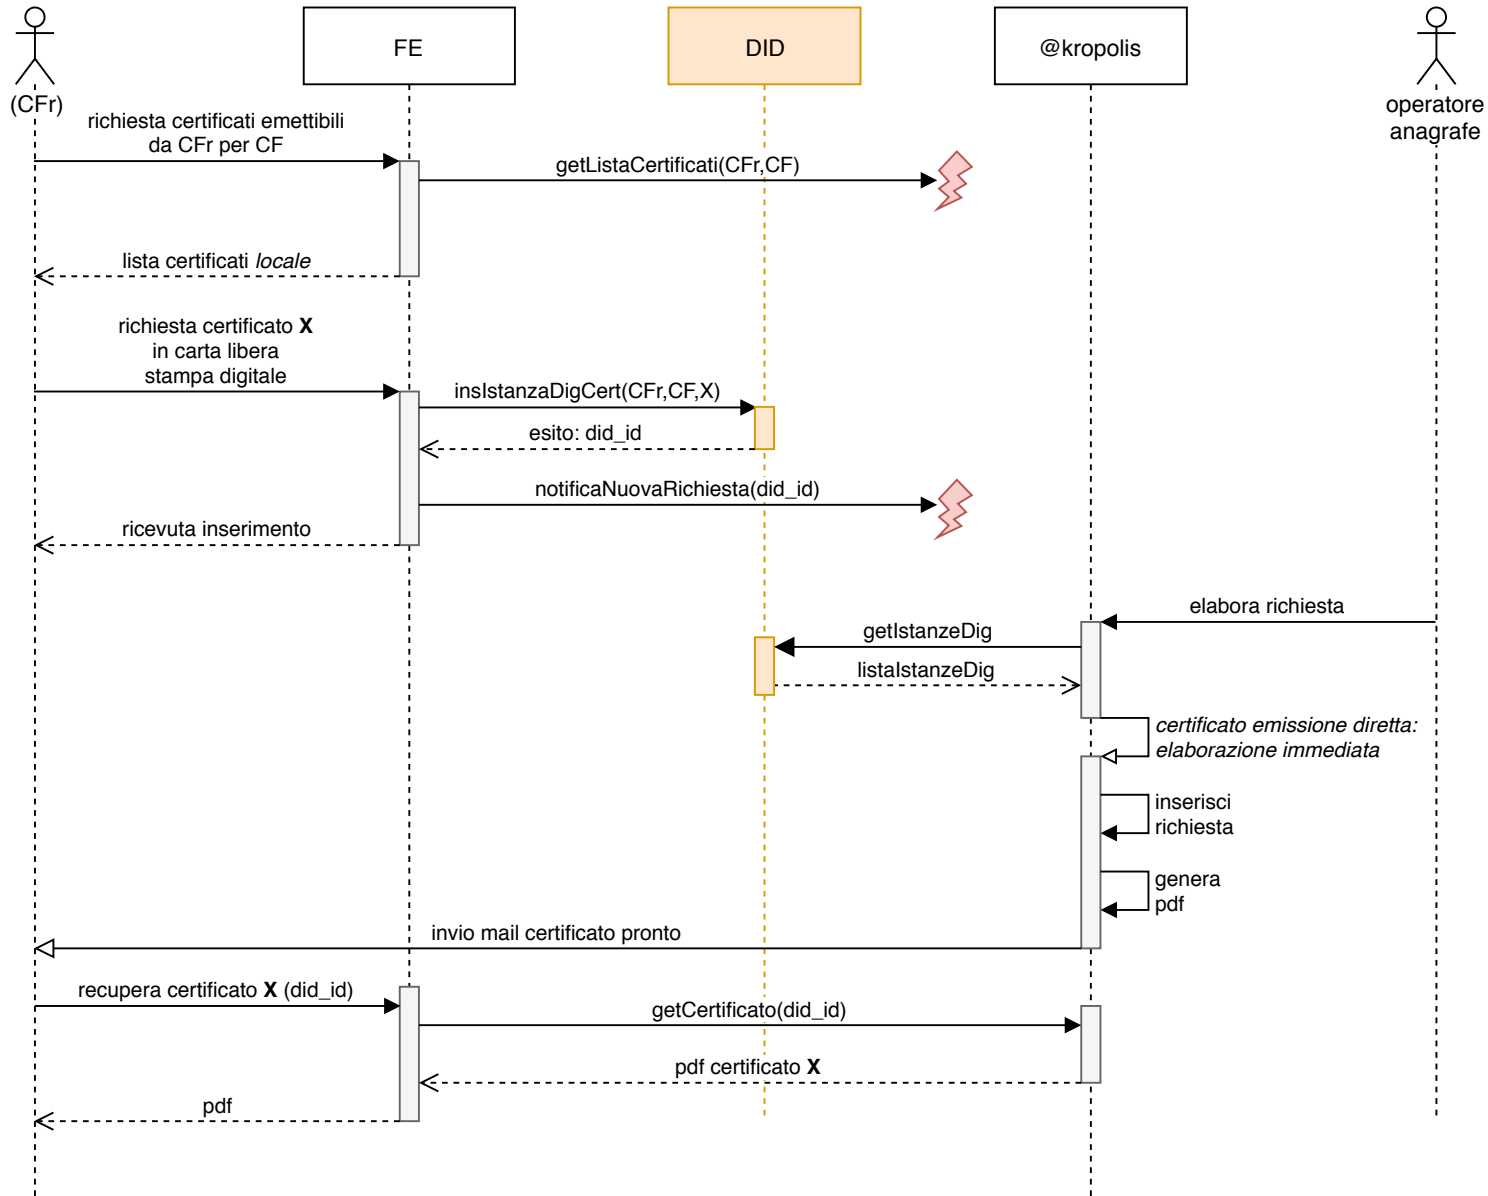 FE
DID
@kropolis
(CFr)
operatore
anagrafe
richiesta certificati emettibili
da CFr per CF
getListaCertificati(CFr,CF)
lista certificati locale
richiesta certificato X
in carta libera
stampa digitale
insIstanzaDigCert(CFr,CF,X)
esito: did_id
notificaNuovaRichiesta(did_id)
ricevuta inserimento
elabora richiesta
getIstanzeDig
listaIstanzeDig
certificato emissione diretta:
elaborazione immediata
inserisci
richiesta
genera
pdf
invio mail certificato pronto
recupera certificato X (did_id)
getCertificato(did_id)
pdf certificato X
pdf